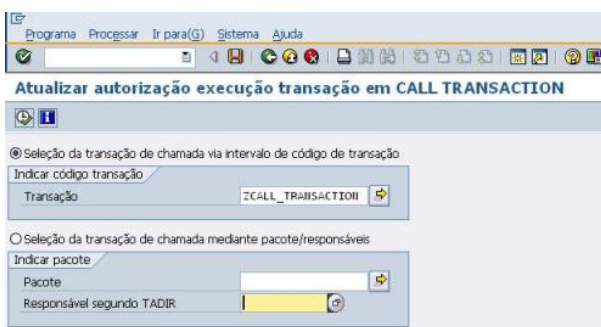 Programa Processar Ir para(G) Sistema Ajuda
Atualizar autorização execução transação em CALL TRANSACTION
Seleção da transação de chamada via intervalo de código de transação
Indicar código transação
Transação ZCALL_TRANSACTION
Seleção da transação de chamada mediante pacote/responsáveis
Indicar pacote
Pacote
Responsável segundo TADIR